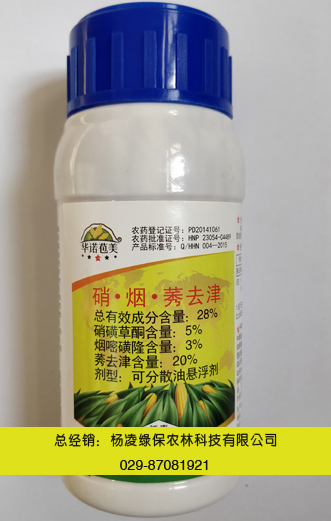 华诺苞美
农药登记证号：PD20141061
农药批准证号：HNP 23054-D4489
产品标准号：Q/HHN 004—2015
硝·烟·莠去津
总有效成分含量：28%
硝磺草酮含量：5%
烟嘧磺隆含量：3%
莠去津含量：20%
剂型：可分散油悬浮剂
总经销：杨凌绿保农林科技有限公司
029-87081921